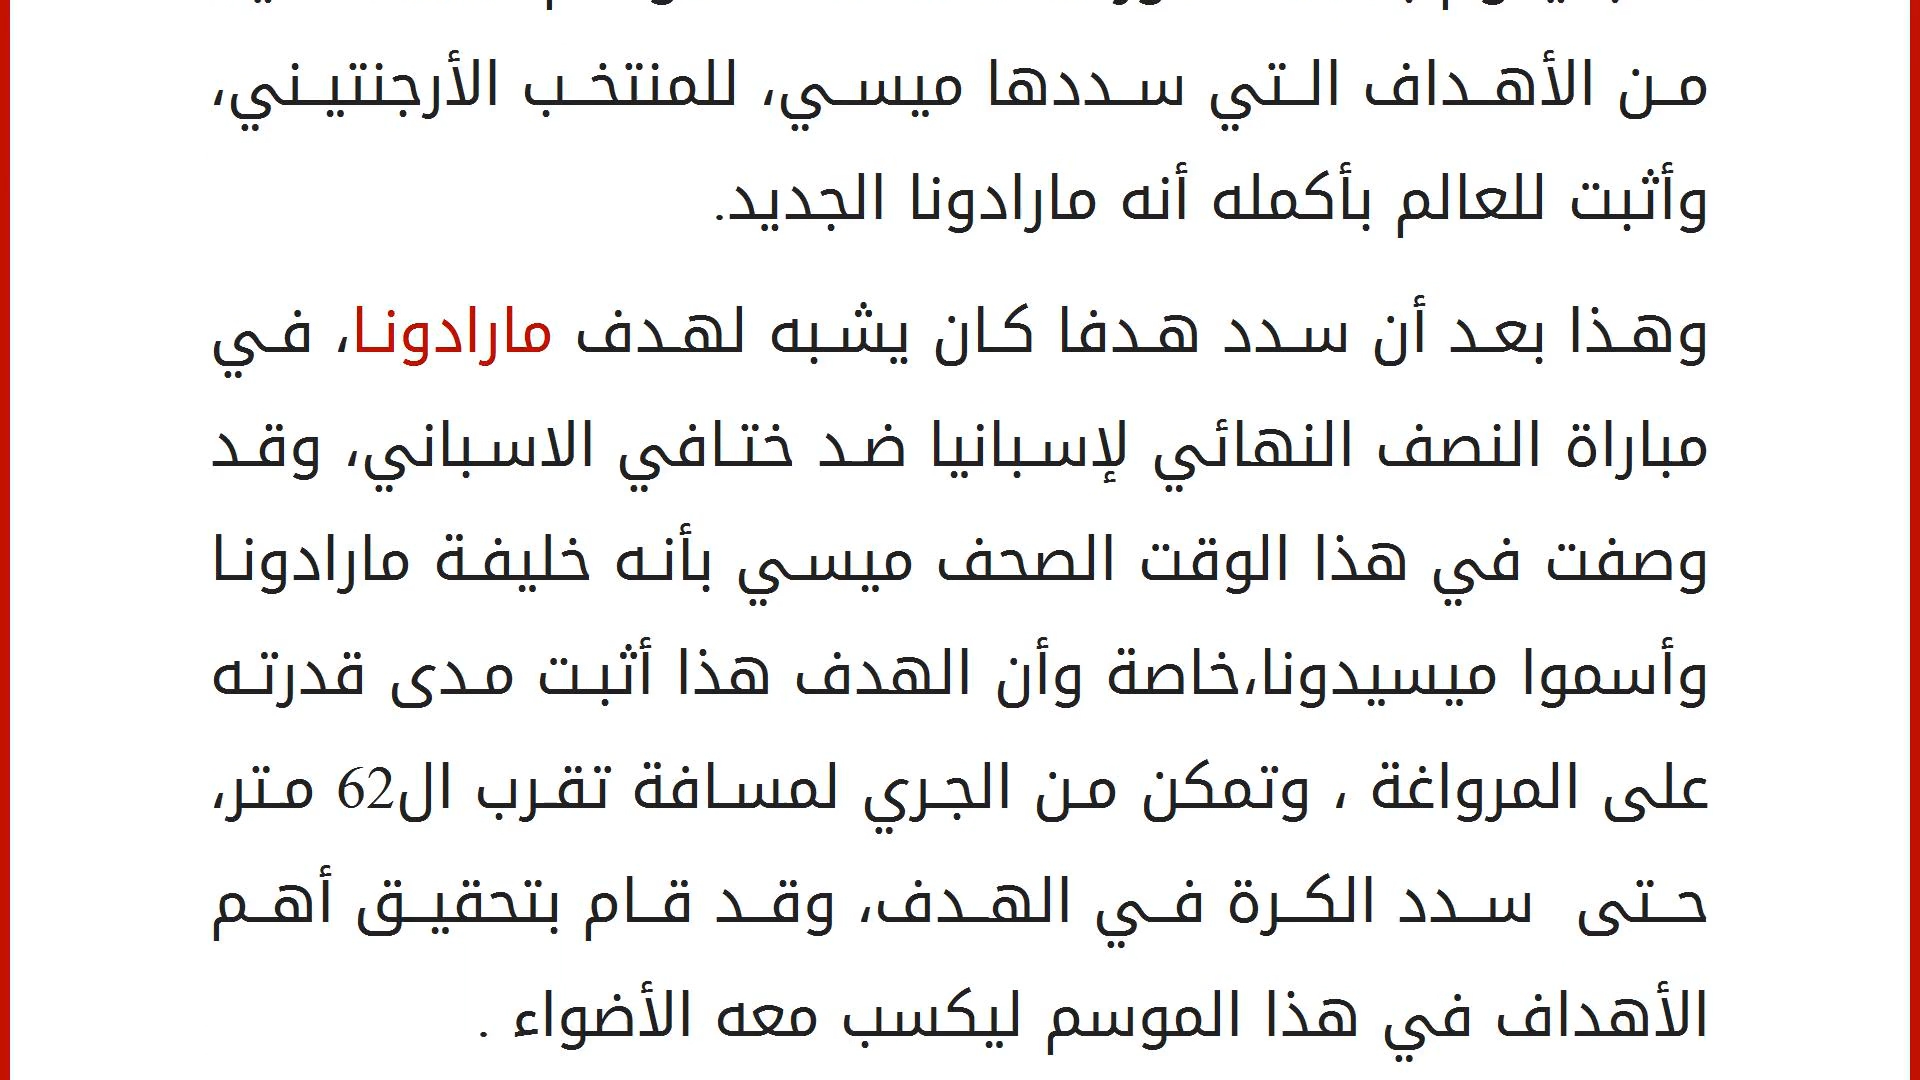 من الأهداف التي سددها ميسي، للمنتخب الأرجنتيني،
وأثبت للعالم بأكمله أنه مارادونا الجديد.
وهذا بعد أن سدد هدفا كان يشبه لهدف مارادونا، في
مباراة النصف النهائي لإسبانيا ضد ختافي الاسباني، وقد
وصفت في هذا الوقت الصحف ميسي بأنه خليفة مارادونا
وأسموا ميسيدونا،خاصة وأن الهدف هذا أثبت مدى قدرته
على المرواغة ، وتمكن من الجري لمسافة تقرب ال62 متر،
حتى سدد الكرة في الهدف، وقد قام بتحقيق أهم
الأهداف في هذا الموسم ليكسب معه الأضواء .